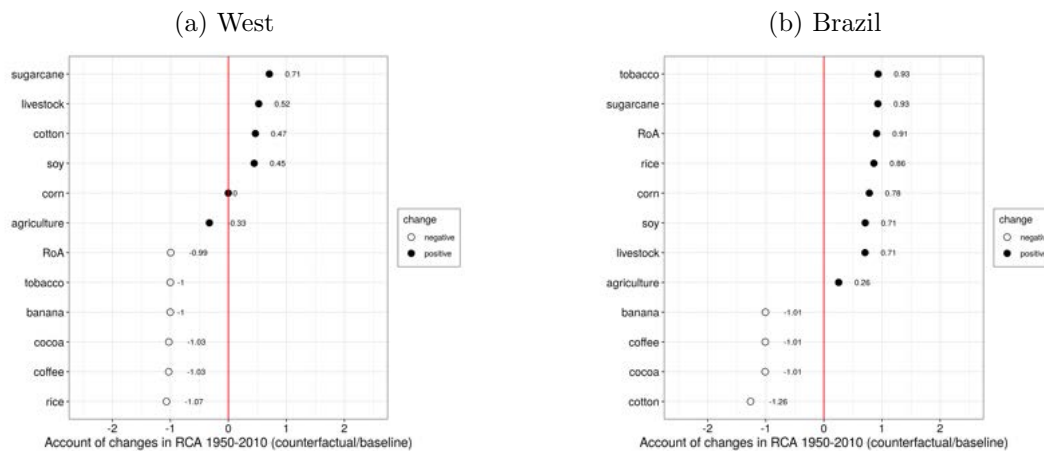 (a) West
sugarcane 0.71
livestock 0.52
cotton 0.47
soy 0.45
corn 0
agriculture -0.33
RoA -0.99
tobacco -1
banana -1
cocoa -1.03
coffee -1.03
rice -1.07
-2 -1 0 1 2
Account of changes in RCA 1950-2010 (counterfactual/baseline)
change
negative
positive
(b) Brazil
tobacco 0.93
sugarcane 0.93
RoA 0.91
rice 0.86
corn 0.78
soy 0.71
livestock 0.71
agriculture 0.26
banana -1.01
coffee -1.01
cocoa -1.01
cotton -1.26
-2 -1 0 1 2
Account of changes in RCA 1950-2010 (counterfactual/baseline)
change
negative
positive